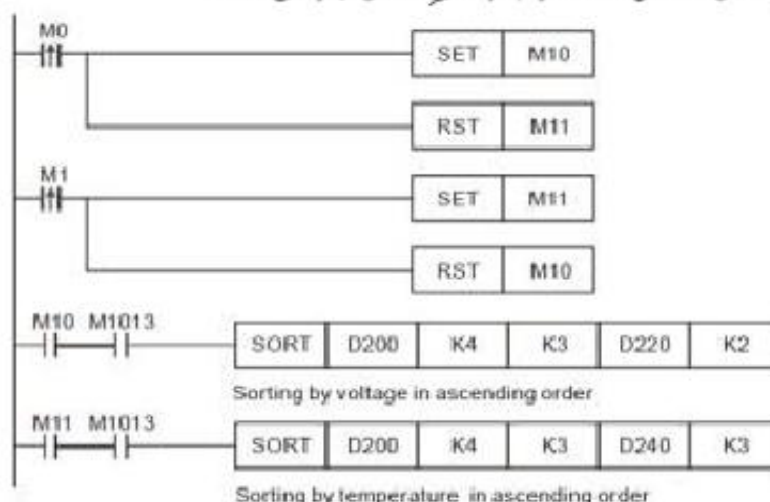 M0
SET M10
RST M11
M1
SET M11
RST M10
M10 M1013
SORT D200 K4 K3 D220 K2
Sorting by voltage in ascending order
M11 M1013
SORT D200 K4 K3 D240 K3
Sorting by temperature in ascending order